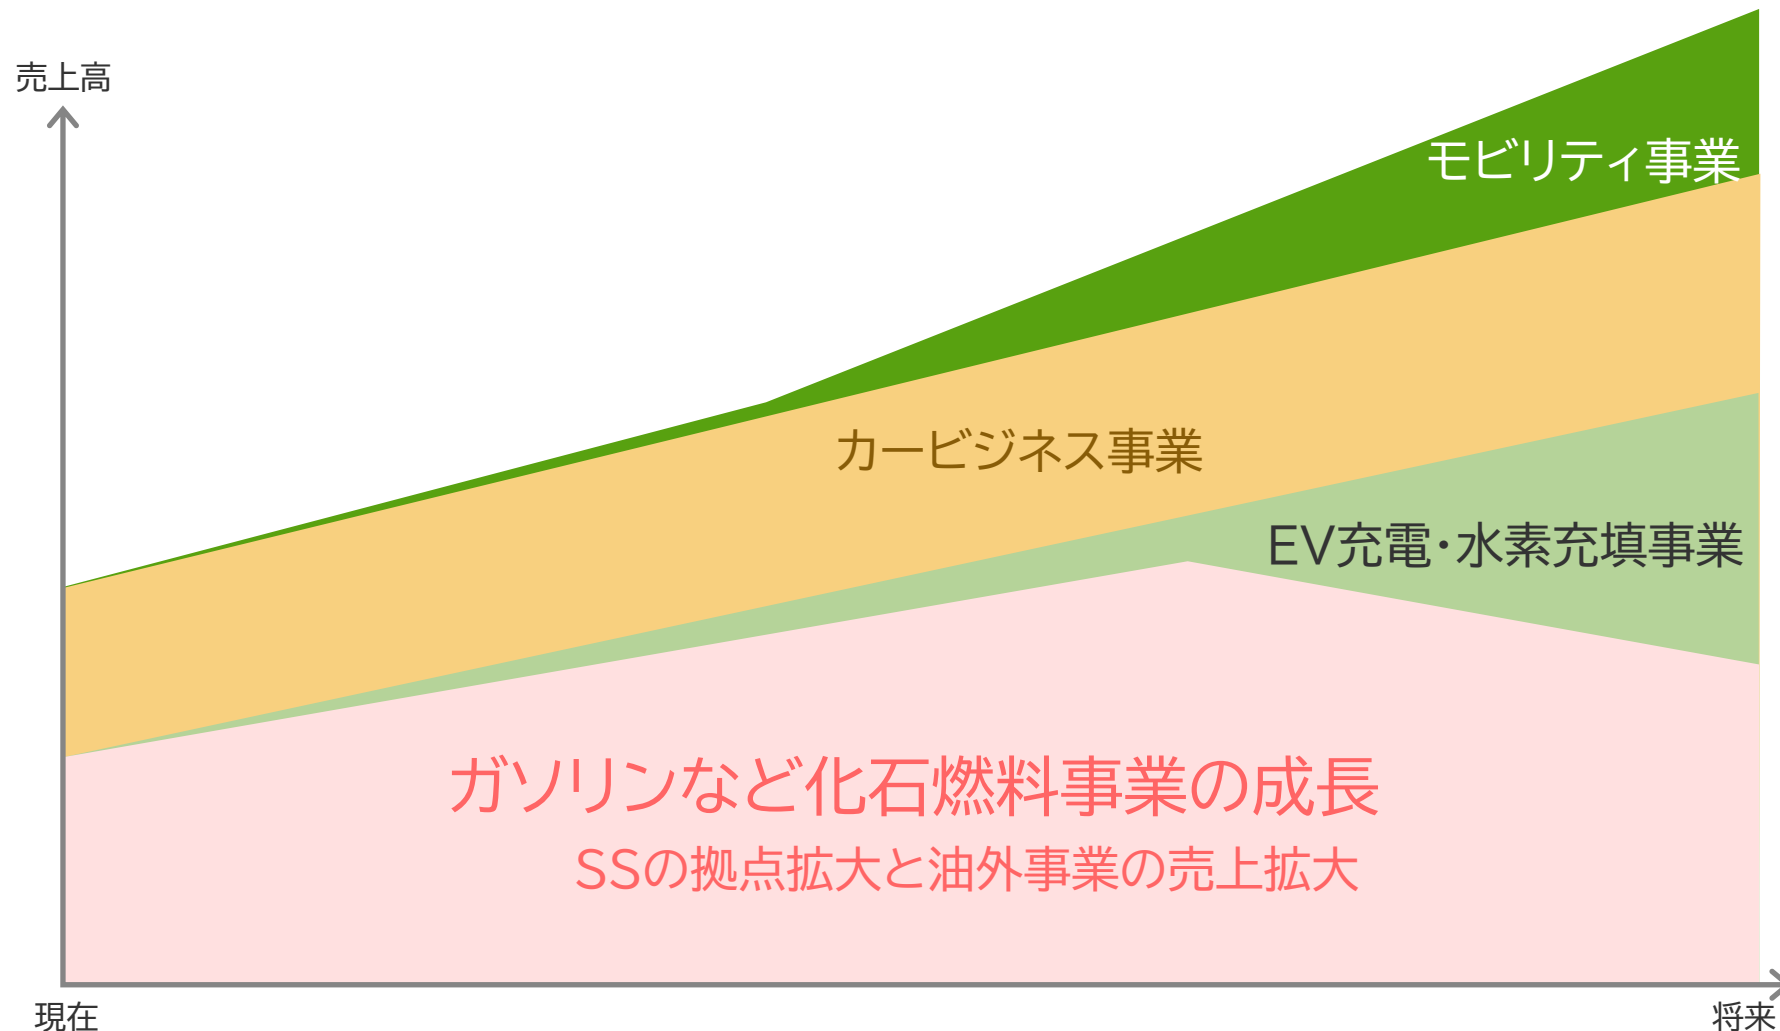 売上高
モビリティ事業
カービジネス事業
EV充電・水素充填事業
ガソリンなど化石燃料事業の成長
SSの拠点拡大と油外事業の売上拡大
現在
将来